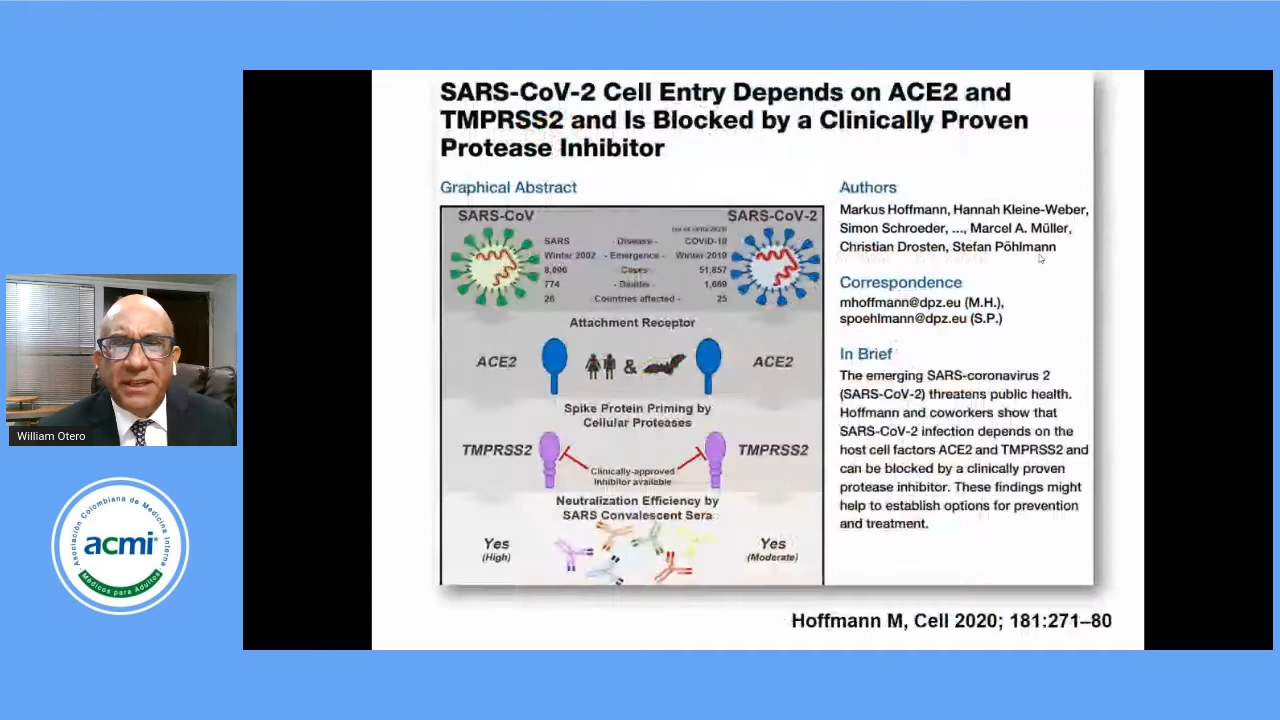 SARS-CoV-2 Cell Entry Depends on ACE2 and
TMPRSS2 and Is Blocked by a Clinically Proven
Protease Inhibitor
Graphical Abstract
SARS-CoV
SARS-CoV-2
SARS - Disease - COVID-19
Winter 2002 - Emergence - Winter 2019
8,096 Cases 51,857
774 - Deaths - 1,669
26 Countries affected - 25
Attachment Receptor
ACE2
&
ACE2
Spike Protein Priming by
Cellular Proteases
TMPRSS2
TMPRSS2
Clinically-approved
Inhibitor available
Neutralization Efficiency by
SARS Convalescent Sera
Yes
(High)
Yes
(Moderate)
Authors
Markus Hoffmann, Hannah Kleine-Weber,
Simon Schroeder, ..., Marcel A. Müller,
Christian Drosten, Stefan Pöhlmann
Correspondence
mhoffmann@dpz.eu (M.H.),
spoehlmann@dpz.eu (S.P.)
In Brief
The emerging SARS-coronavirus 2
(SARS-CoV-2) threatens public health.
Hoffmann and coworkers show that
SARS-CoV-2 infection depends on the
host cell factors ACE2 and TMPRSS2 and
can be blocked by a clinically proven
protease inhibitor. These findings might
help to establish options for prevention
and treatment.
Hoffmann M, Cell 2020; 181:271–80
William Otero
Asociación Colombiana de Medicina Interna
acmi
Médicos para Adultos